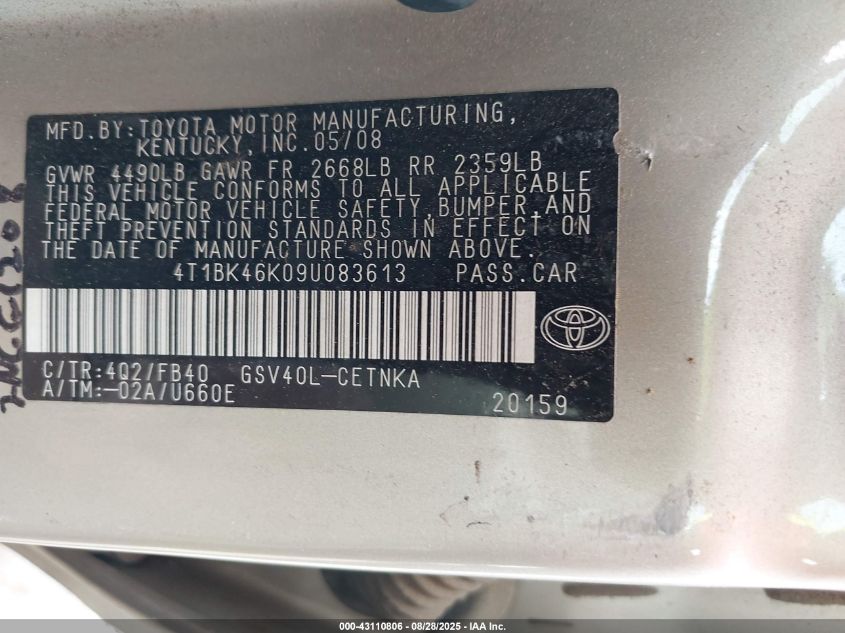 MFD.BY:TOYOTA MOTOR MANUFACTURING,
KENTUCKY,INC.05/08
GVWR 4490LB GAWR FR 2668LB RR 2359LB
THIS VEHICLE CONFORMS TO ALL APPLICABLE
FEDERAL MOTOR VEHICLE SAFETY,BUMPER,AND
THEFT PREVENTION STANDARDS IN EFFECT ON
THE DATE OF MANUFACTURE SHOWN ABOVE.
4T1BK46K09U083613 PASS.CAR
C/TR:4Q2/FB40 GSV40L-CETNKA
A/TM:-02A/U660E
20159
000-43110806 - 08/28/2025 - IAA Inc.